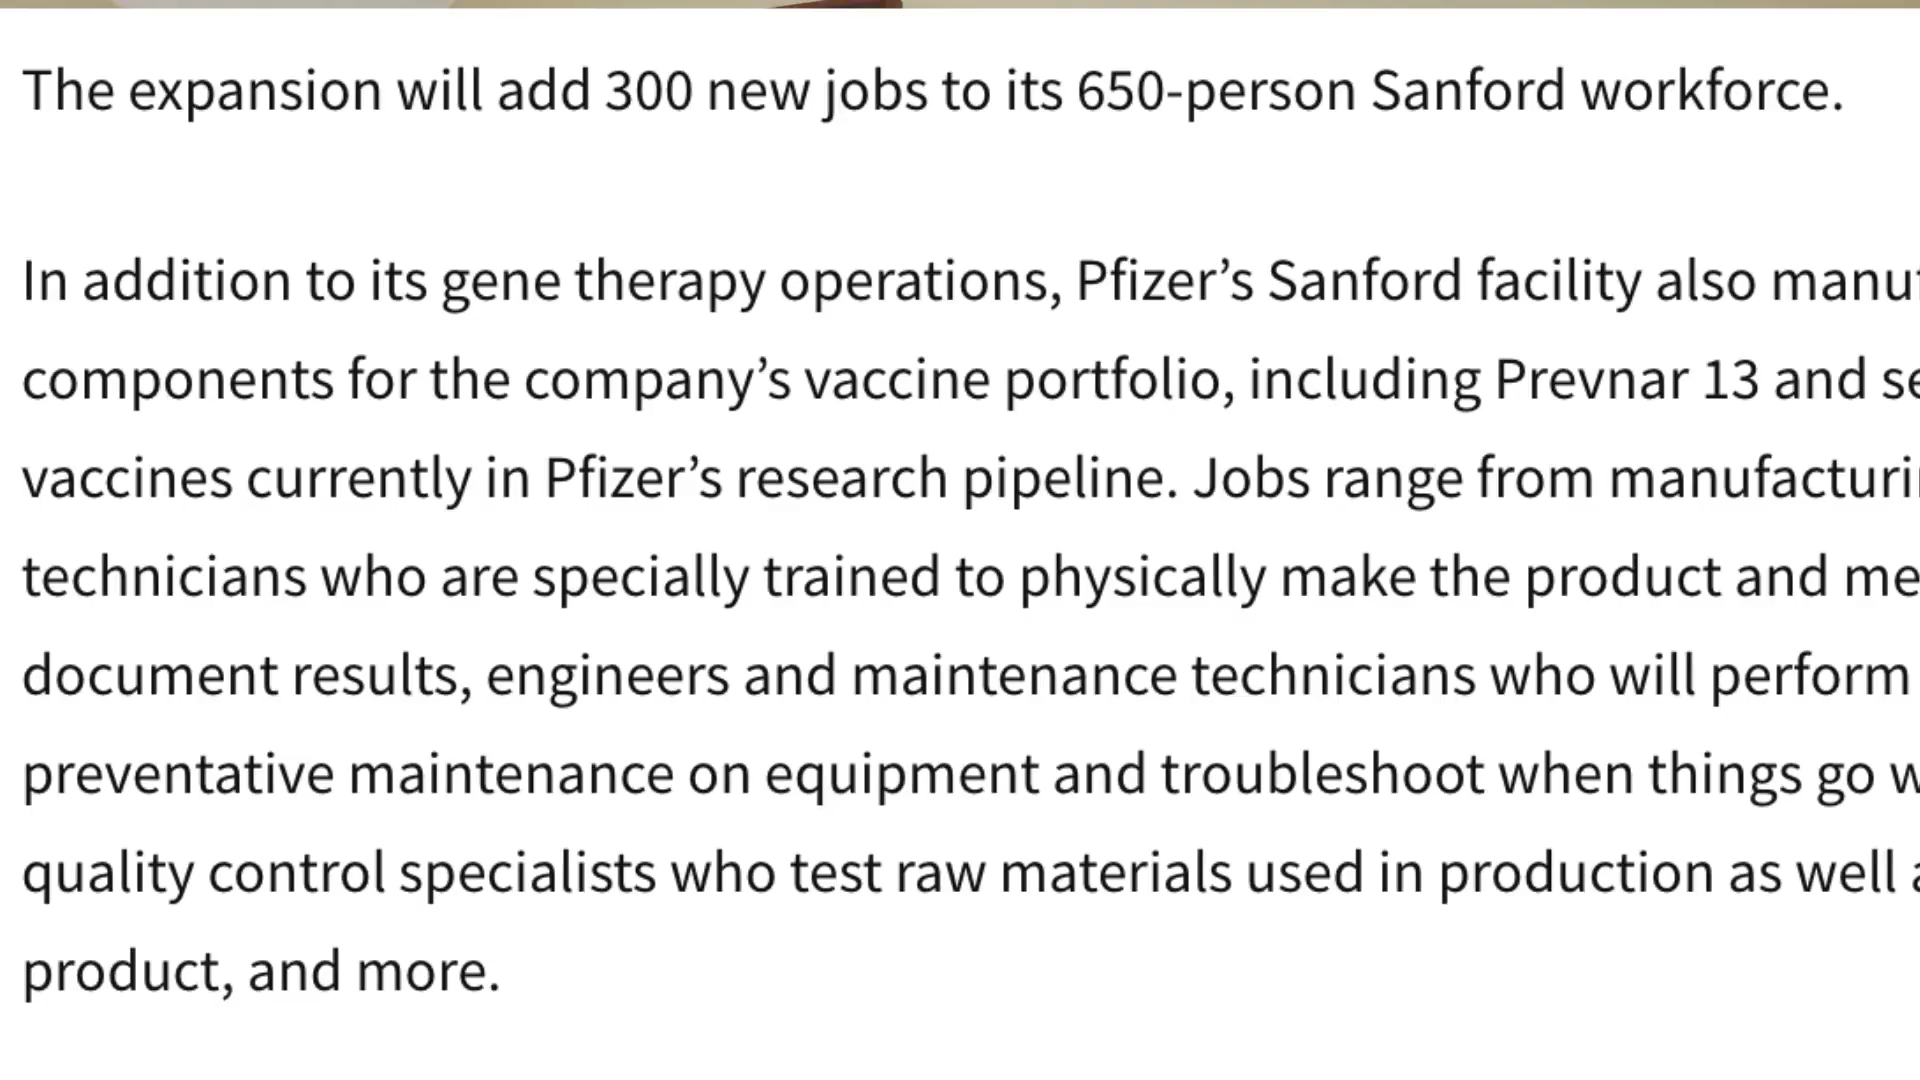 The expansion will add 300 new jobs to its 650-person Sanford workforce.
In addition to its gene therapy operations, Pfizer’s Sanford facility also
components for the company’s vaccine portfolio, including Prevnar 13 and
vaccines currently in Pfizer’s research pipeline. Jobs range from
technicians who are specially trained to physically make the product and
document results, engineers and maintenance technicians who will perform
preventative maintenance on equipment and troubleshoot when things go
quality control specialists who test raw materials used in production as well
product, and more.